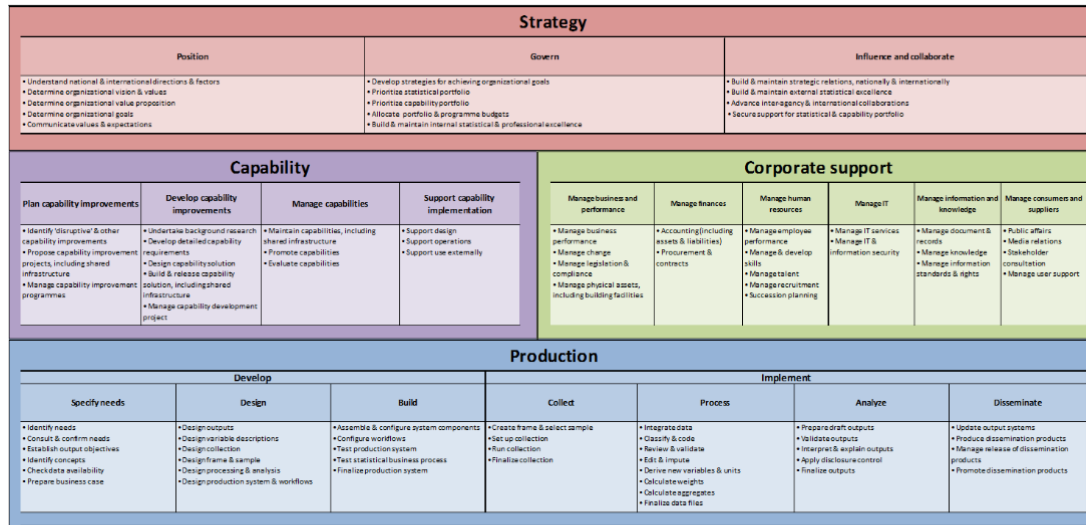 Strategy
Position
• Understand national & international directions & factors
• Determine organizational vision & values
• Determine organizational value proposition
• Determine organizational goals
• Communicate values & expectations
Govern
• Develop strategies for achieving organizational goals
• Prioritize statistical portfolio
• Prioritize capability portfolio
• Allocate portfolio & programme budgets
• Build & maintain internal statistical & professional excellence
Influence and collaborate
• Build & maintain strategic relations, nationally & internationally
• Build & maintain external statistical excellence
• Advance inter-agency & international collaborations
• Secure support for statistical & capability portfolio
Capability
Plan capability improvements
• Identify 'disruptive' & other
capability improvements
• Propose capability improvement
projects, including shared
infrastructure
• Manage capability improvement
programmes
Develop capability
improvements
• Undertake background research
• Develop detailed capability
requirements
• Design capability solution
• Build & release capability
solution, including shared
infrastructure
• Manage capability development
project
Manage capabilities
• Maintain capabilities, including
shared infrastructure
• Promote capabilities
• Evaluate capabilities
Support capability
implementation
• Support design
• Support operations
• Support use externally
Corporate support
Manage business and
performance
• Manage business
performance
• Manage change
• Manage legislation &
compliance
• Manage physical assets,
including building facilities
Manage finances
• Accounting (including
assets & liabilities)
• Procurement &
contracts
Manage human
resources
• Manage employee
performance
• Manage & develop
skills
• Manage talent
• Manage recruitment
• Succession planning
Manage IT
• Manage IT services
• Manage IT &
information security
Manage information and
knowledge
• Manage document &
records
• Manage knowledge
• Manage information
standards & rights
Manage consumers and
suppliers
• Public affairs
• Media relations
• Stakeholder
consultation
• Manage user support
Production
Develop
Specify needs
• Identify needs
• Consult & confirm needs
• Establish output objectives
• Identify concepts
• Check data availability
• Prepare business case
Design
• Design outputs
• Design variable descriptions
• Design collection
• Design frame & sample
• Design processing & analysis
• Design production system & workflows
Build
• Assemble & configure system components
• Configure workflows
• Test production system
• Test statistical business process
• Finalize production system
Implement
Collect
• Create frame & select sample
• Set up collection
• Run collection
• Finalize collection
Process
• Integrate data
• Classify & code
• Review & validate
• Edit & impute
• Derive new variables & units
• Calculate weights
• Calculate aggregates
• Finalize data files
Analyze
• Prepare draft outputs
• Validate outputs
• Interpret & explain outputs
• Apply disclosure control
• Finalize outputs
Disseminate
• Update output systems
• Produce dissemination products
• Manage release of dissemination
products
• Promote dissemination products